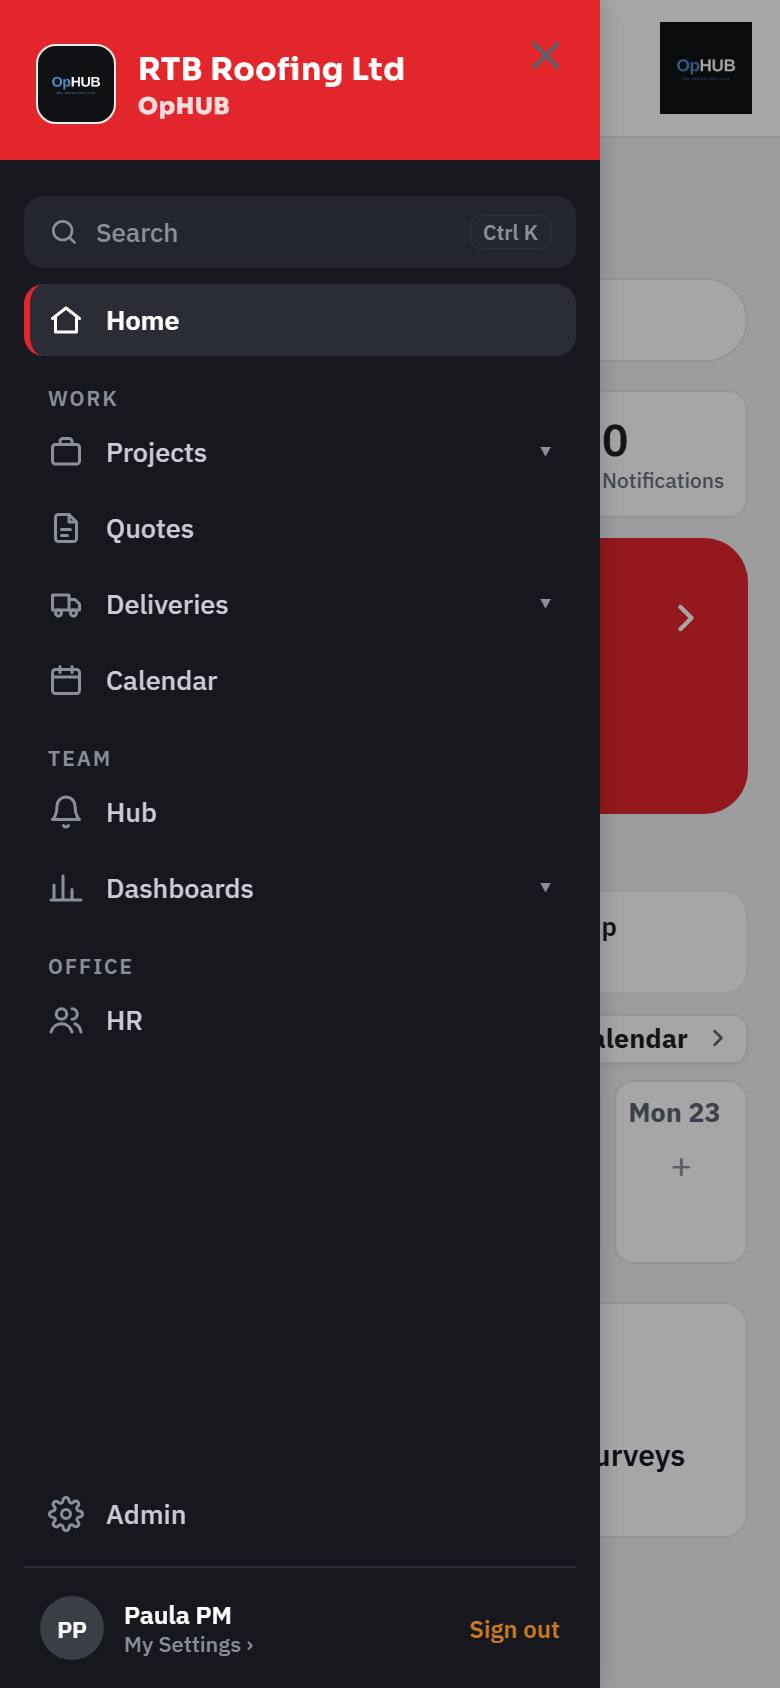 OpHUB
RTB Roofing Ltd
OpHUB
OpHUB
Search
Ctrl K
Home
0
Notifications
WORK
Projects
Quotes
Deliveries
Calendar
TEAM
Hub
Dashboards
p
OFFICE
HR
alendar
Mon 23
+
urveys
Admin
PP
Paula PM
My Settings ›
Sign out